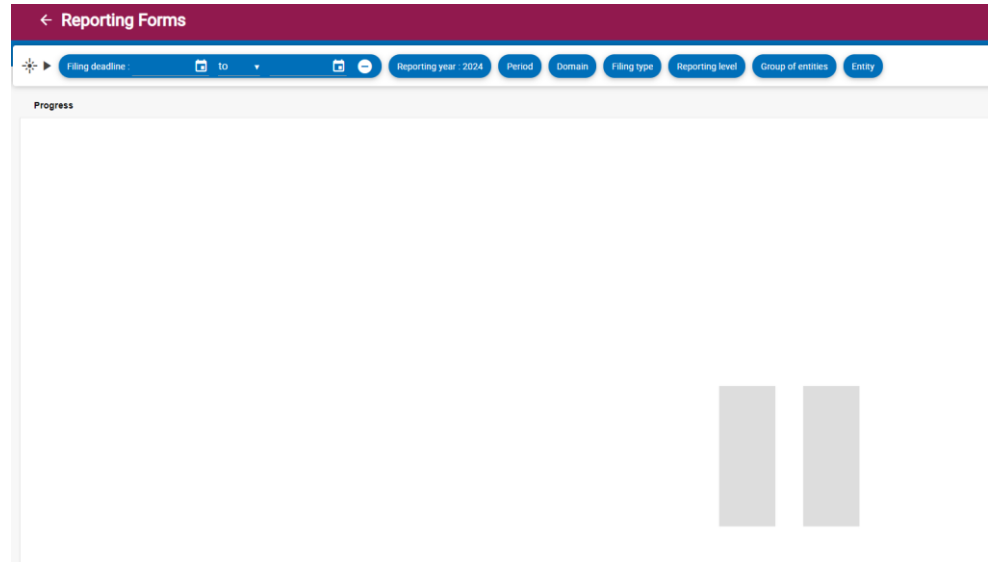 Reporting Forms
Filing deadline : to Reporting year : 2024 Period Domain Filing type Reporting level Group of entities Entity
Progress